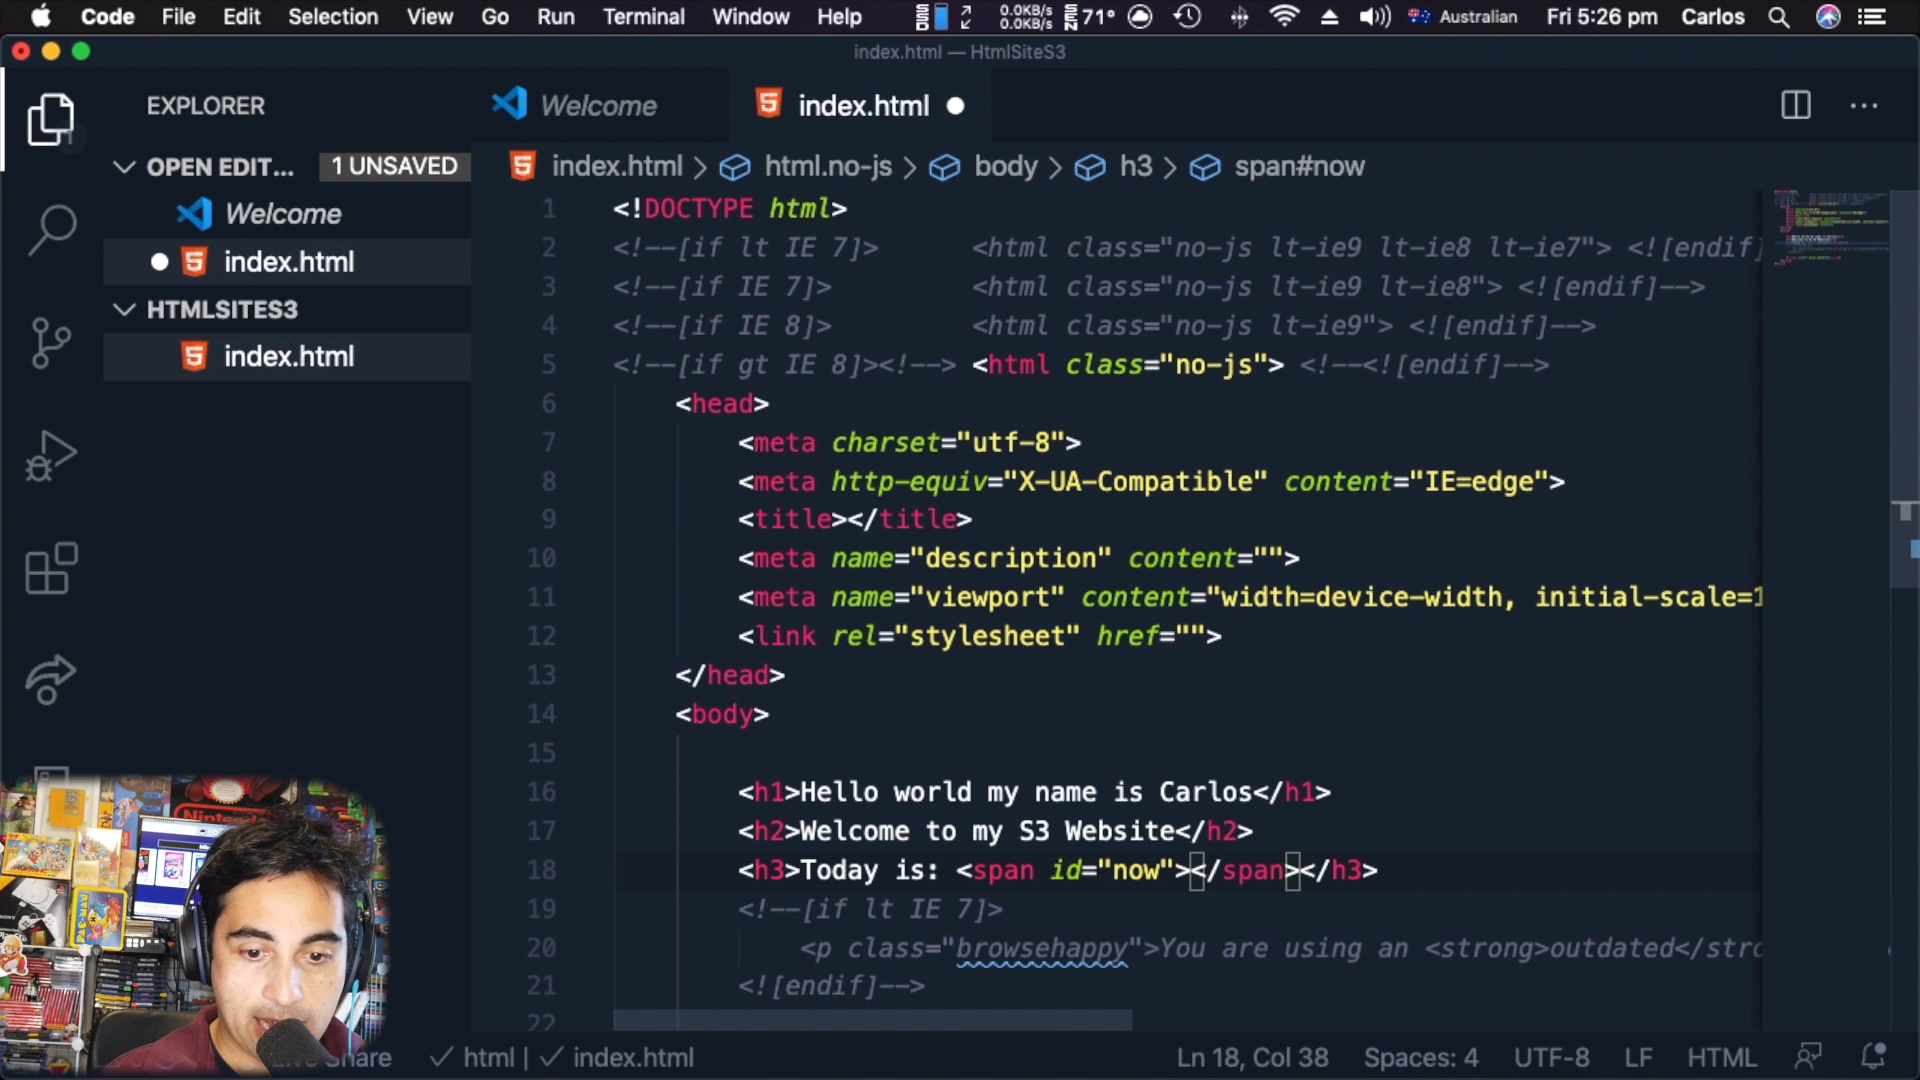 Code File Edit Selection View Go Run Terminal Window Help 0.0KB/s 0.0KB/s 71° Australian Fri 5:26 pm Carlos
index.html — HtmlSiteS3
EXPLORER
Welcome
index.html
OPEN EDIT... 1 UNSAVED
Welcome
index.html
HTMLSITES3
index.html
index.html > html.no-js > body > h3 > span#now
1 <!DOCTYPE html>
2 <!--[if lt IE 7]> <html class="no-js lt-ie9 lt-ie8 lt-ie7"> <![endif]
3 <!--[if IE 7]> <html class="no-js lt-ie9 lt-ie8"> <![endif]-->
4 <!--[if IE 8]> <html class="no-js lt-ie9"> <![endif]-->
5 <!--[if gt IE 8]><!--> <html class="no-js"> <!--<![endif]-->
6 <head>
7 <meta charset="utf-8">
8 <meta http-equiv="X-UA-Compatible" content="IE=edge">
9 <title></title>
10 <meta name="description" content="">
11 <meta name="viewport" content="width=device-width, initial-scale=1
12 <link rel="stylesheet" href="">
13 </head>
14 <body>
15
16 <h1>Hello world my name is Carlos</h1>
17 <h2>Welcome to my S3 Website</h2>
18 <h3>Today is: <span id="now"></span></h3>
19 <!--[if lt IE 7]>
20 <p class="browsehappy">You are using an <strong>outdated</stro
21 <![endif]-->
22
Nintendo
Share html | index.html Ln 18, Col 38 Spaces: 4 UTF-8 LF HTML